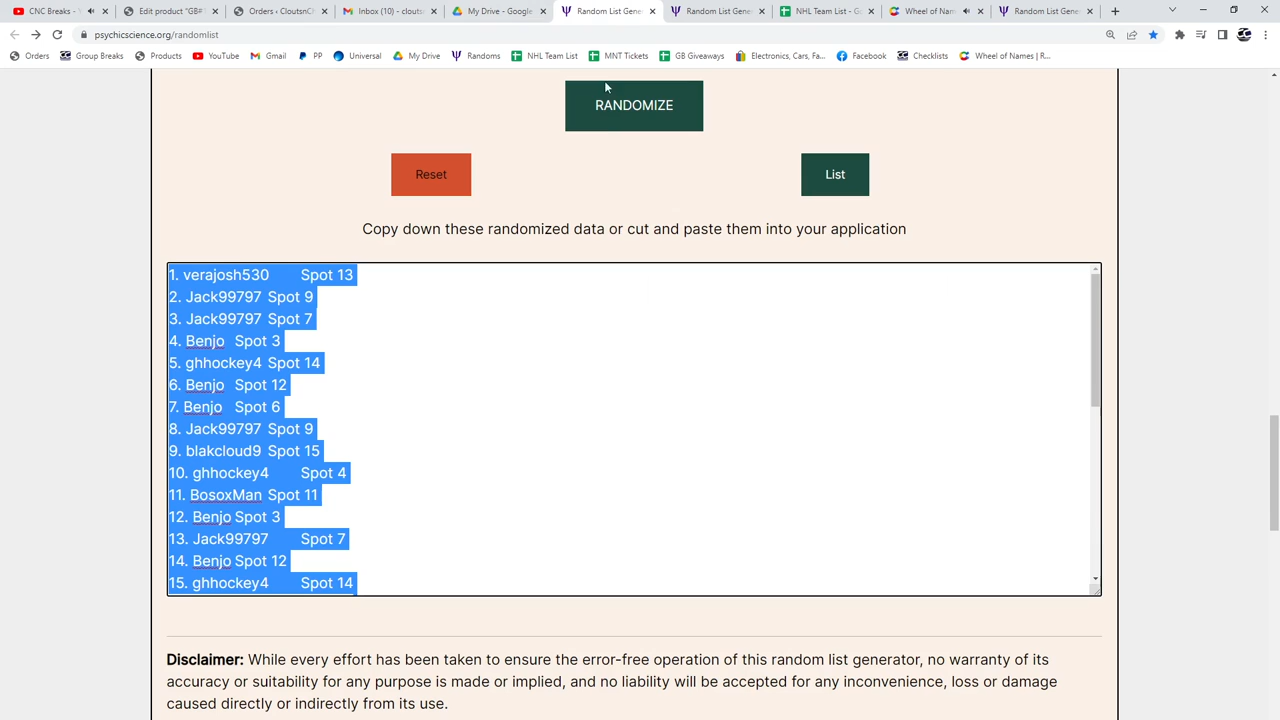 CNC Breaks - 
Edit product "GB#
Orders ‹ CloutsnCh
Inbox (10) - clouts
My Drive - Google
Random List Gene
Random List Gene
NHL Team List - Go
Wheel of Nam
Random List Gene
psychicscience.org/randomlist
Orders Group Breaks Products YouTube Gmail PP Universal My Drive Randoms NHL Team List MNT Tickets GB Giveaways Electronics, Cars, Fa... Facebook Checklists Wheel of Names | R...
RANDOMIZE
Reset List
Copy down these randomized data or cut and paste them into your application
1. verajosh530 Spot 13
2. Jack99797 Spot 9
3. Jack99797 Spot 7
4. Benjo Spot 3
5. ghhockey4 Spot 14
6. Benjo Spot 12
7. Benjo Spot 6
8. Jack99797 Spot 9
9. blakcloud9 Spot 15
10. ghhockey4 Spot 4
11. BosoxMan Spot 11
12. Benjo Spot 3
13. Jack99797 Spot 7
14. Benjo Spot 12
15. ghhockey4 Spot 14
Disclaimer: While every effort has been taken to ensure the error-free operation of this random list generator, no warranty of its
accuracy or suitability for any purpose is made or implied, and no liability will be accepted for any inconvenience, loss or damage
caused directly or indirectly from its use.